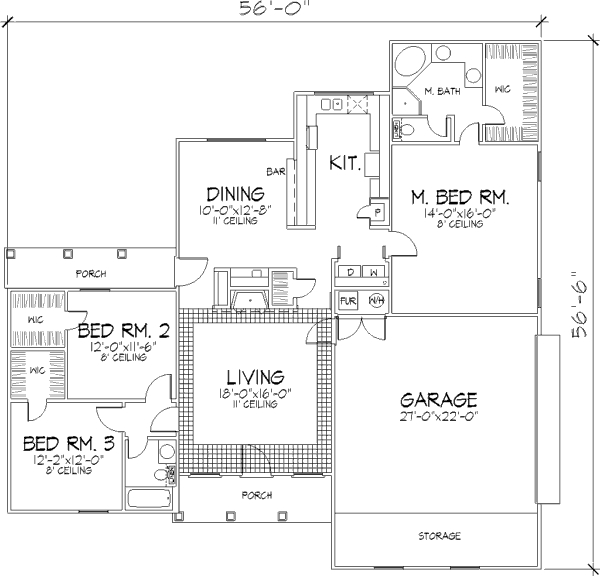 56'-0"
M. BATH
WIC
KIT.
BAR
DINING
10'-0"x12'-8"
11' CEILING
M. BED RM.
14'-0"x16'-0"
8' CEILING
P
PORCH
D W
FUR W/H
56'-6"
WIC
BED RM. 2
12'-0"x11'-6"
8' CEILING
WIC
LIVING
18'-0"x16'-0"
11' CEILING
GARAGE
27'-0"x22'-0"
BED RM. 3
12'-2"x12'-0"
8' CEILING
PORCH
STORAGE